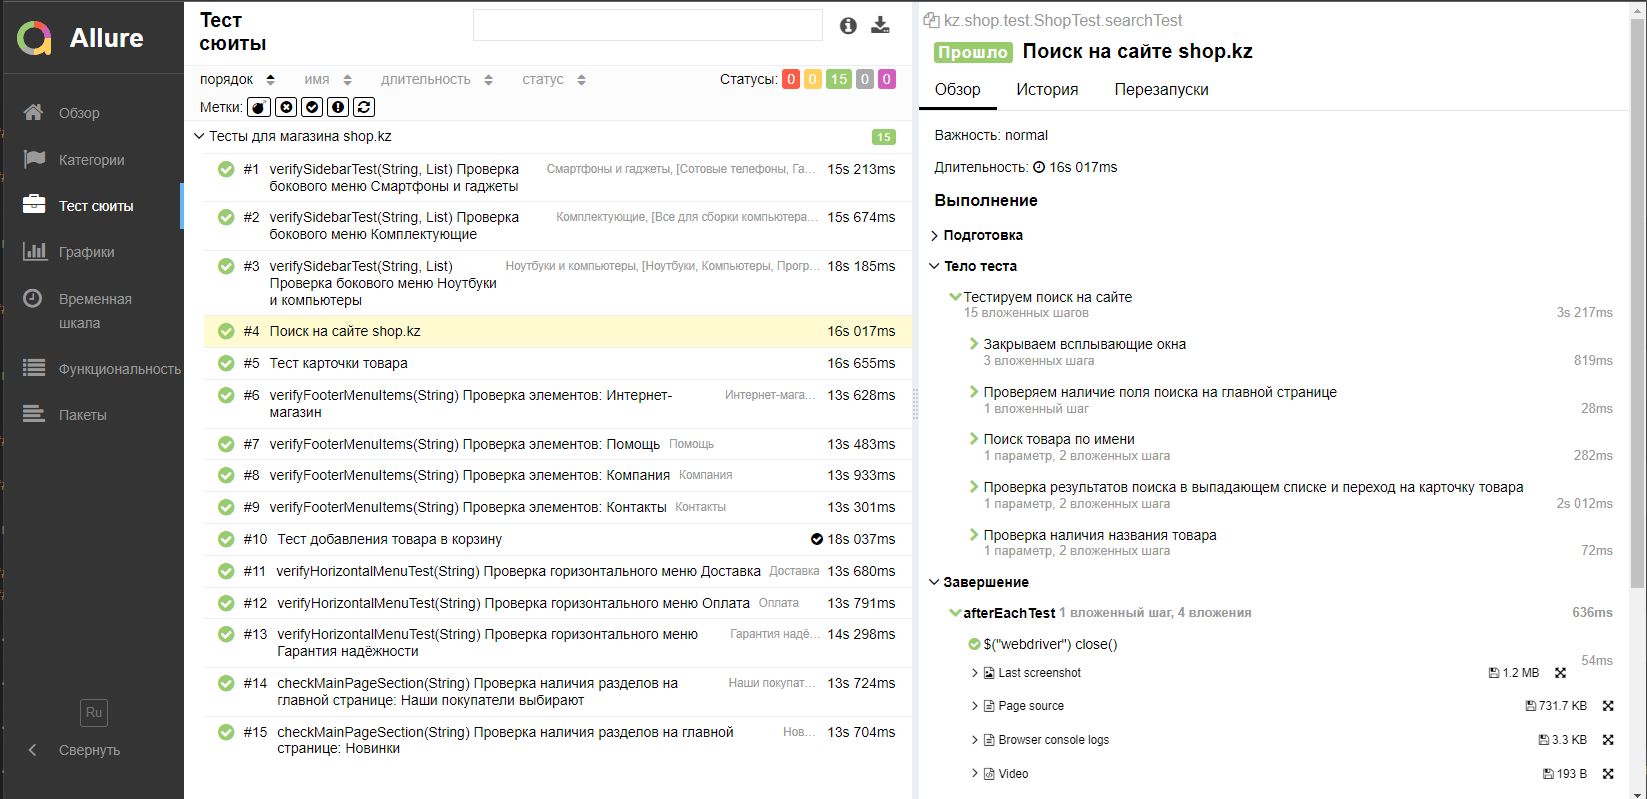 Allure
Обзор
Категории
Тест сюиты
Графики
Временная
шкала
Функциональность
Пакеты
Ru
Свернуть
Тест
сюиты
порядок имя длительность статус Статусы: 0 0 15 0 0
Метки:
Тесты для магазина shop.kz 15
#1 verifySidebarTest(String, List) Проверка Смартфоны и гаджеты, [Сотовые телефоны, Га... 15s 213ms
бокового меню Смартфоны и гаджеты
#2 verifySidebarTest(String, List) Проверка Комплектующие, [Все для сборки компьютера... 15s 674ms
бокового меню Комплектующие
#3 verifySidebarTest(String, List) Ноутбуки и компьютеры, [Ноутбуки, Компьютеры, Прогр... 18s 185ms
Проверка бокового меню Ноутбуки
и компьютеры
#4 Поиск на сайте shop.kz 16s 017ms
#5 Тест карточки товара 16s 655ms
#6 verifyFooterMenuItems(String) Проверка элементов: Интернет- Интернет-мага... 13s 628ms
магазин
#7 verifyFooterMenuItems(String) Проверка элементов: Помощь Помощь 13s 483ms
#8 verifyFooterMenuItems(String) Проверка элементов: Компания Компания 13s 933ms
#9 verifyFooterMenuItems(String) Проверка элементов: Контакты Контакты 13s 301ms
#10 Тест добавления товара в корзину 18s 037ms
#11 verifyHorizontalMenuTest(String) Проверка горизонтального меню Доставка Доставка 13s 680ms
#12 verifyHorizontalMenuTest(String) Проверка горизонтального меню Оплата Оплата 13s 791ms
#13 verifyHorizontalMenuTest(String) Проверка горизонтального меню Гарантия надё... 14s 298ms
Гарантия надёжности
#14 checkMainPageSection(String) Проверка наличия разделов на Наши покупат... 13s 724ms
главной странице: Наши покупатели выбирают
#15 checkMainPageSection(String) Проверка наличия разделов на главной Нов... 13s 704ms
странице: Новинки
kz.shop.test.ShopTest.searchTest
Прошло Поиск на сайте shop.kz
Обзор История Перезапуски
Важность: normal
Длительность: 16s 017ms
Выполнение
Подготовка
Тело теста
Тестируем поиск на сайте
15 вложенных шагов 3s 217ms
Закрываем всплывающие окна
3 вложенных шага 819ms
Проверяем наличие поля поиска на главной странице
1 вложенный шаг 28ms
Поиск товара по имени
1 параметр, 2 вложенных шага 282ms
Проверка результатов поиска в выпадающем списке и переход на карточку товара
1 параметр, 2 вложенных шага 2s 012ms
Проверка наличия названия товара
1 параметр, 2 вложенных шага 72ms
Завершение
afterEachTest 1 вложенный шаг, 4 вложения 636ms
$("webdriver") close()
54ms
Last screenshot 1.2 MB
Page source 731.7 KB
Browser console logs 3.3 KB
Video 193 B